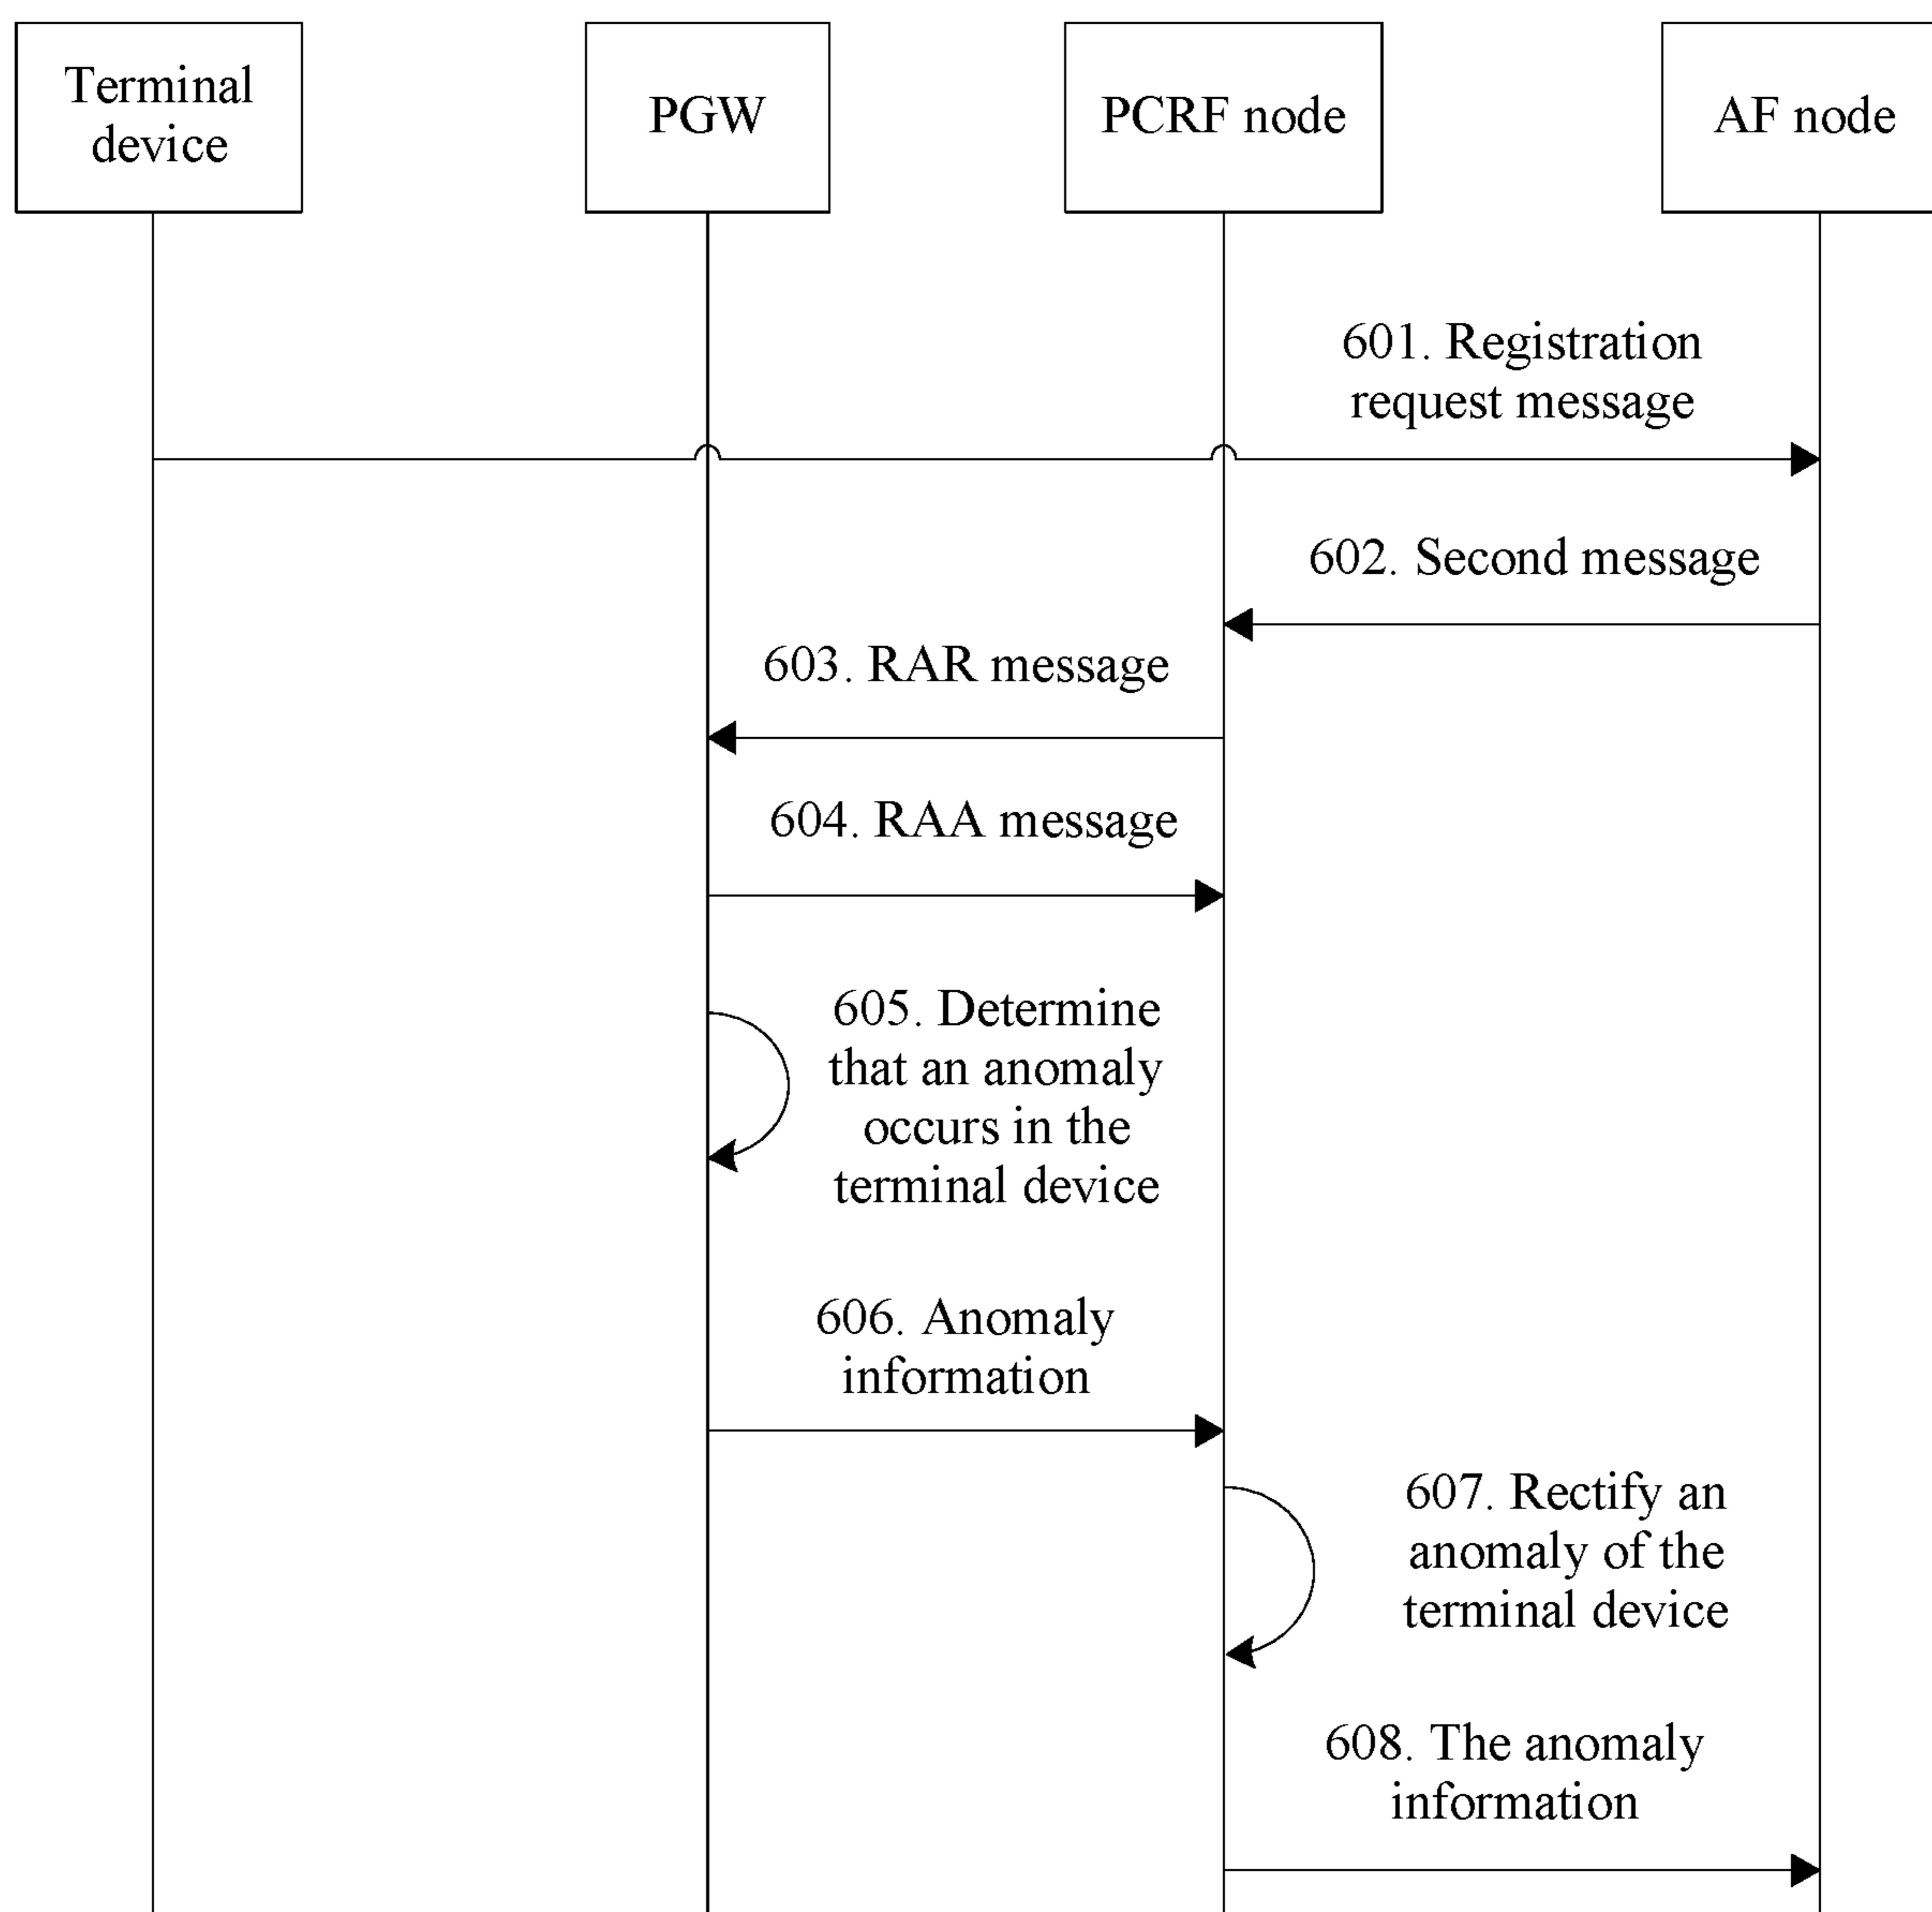 Terminal
device
PGW
PCRF node
AF node
601. Registration
request message
602. Second message
603. RAR message
604. RAA message
605. Determine
that an anomaly
occurs in the
terminal device
606. Anomaly
information
607. Rectify an
anomaly of the
terminal device
608. The anomaly
information